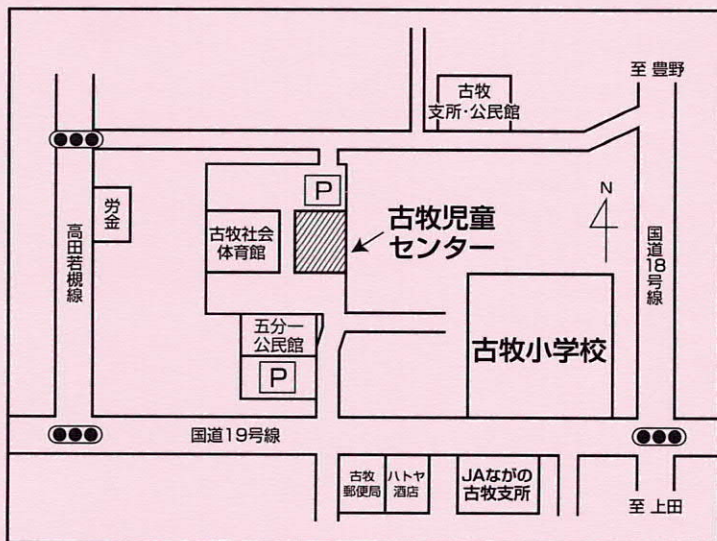 至 豊野
古牧
支所・公民館
P
労金
古牧社会
体育館
古牧児童
センター
N
高田若槻線
国道18号線
五分一
公民館
P
古牧小学校
国道19号線
古牧
郵便局
ハトヤ
酒店
JAながの
古牧支所
至 上田